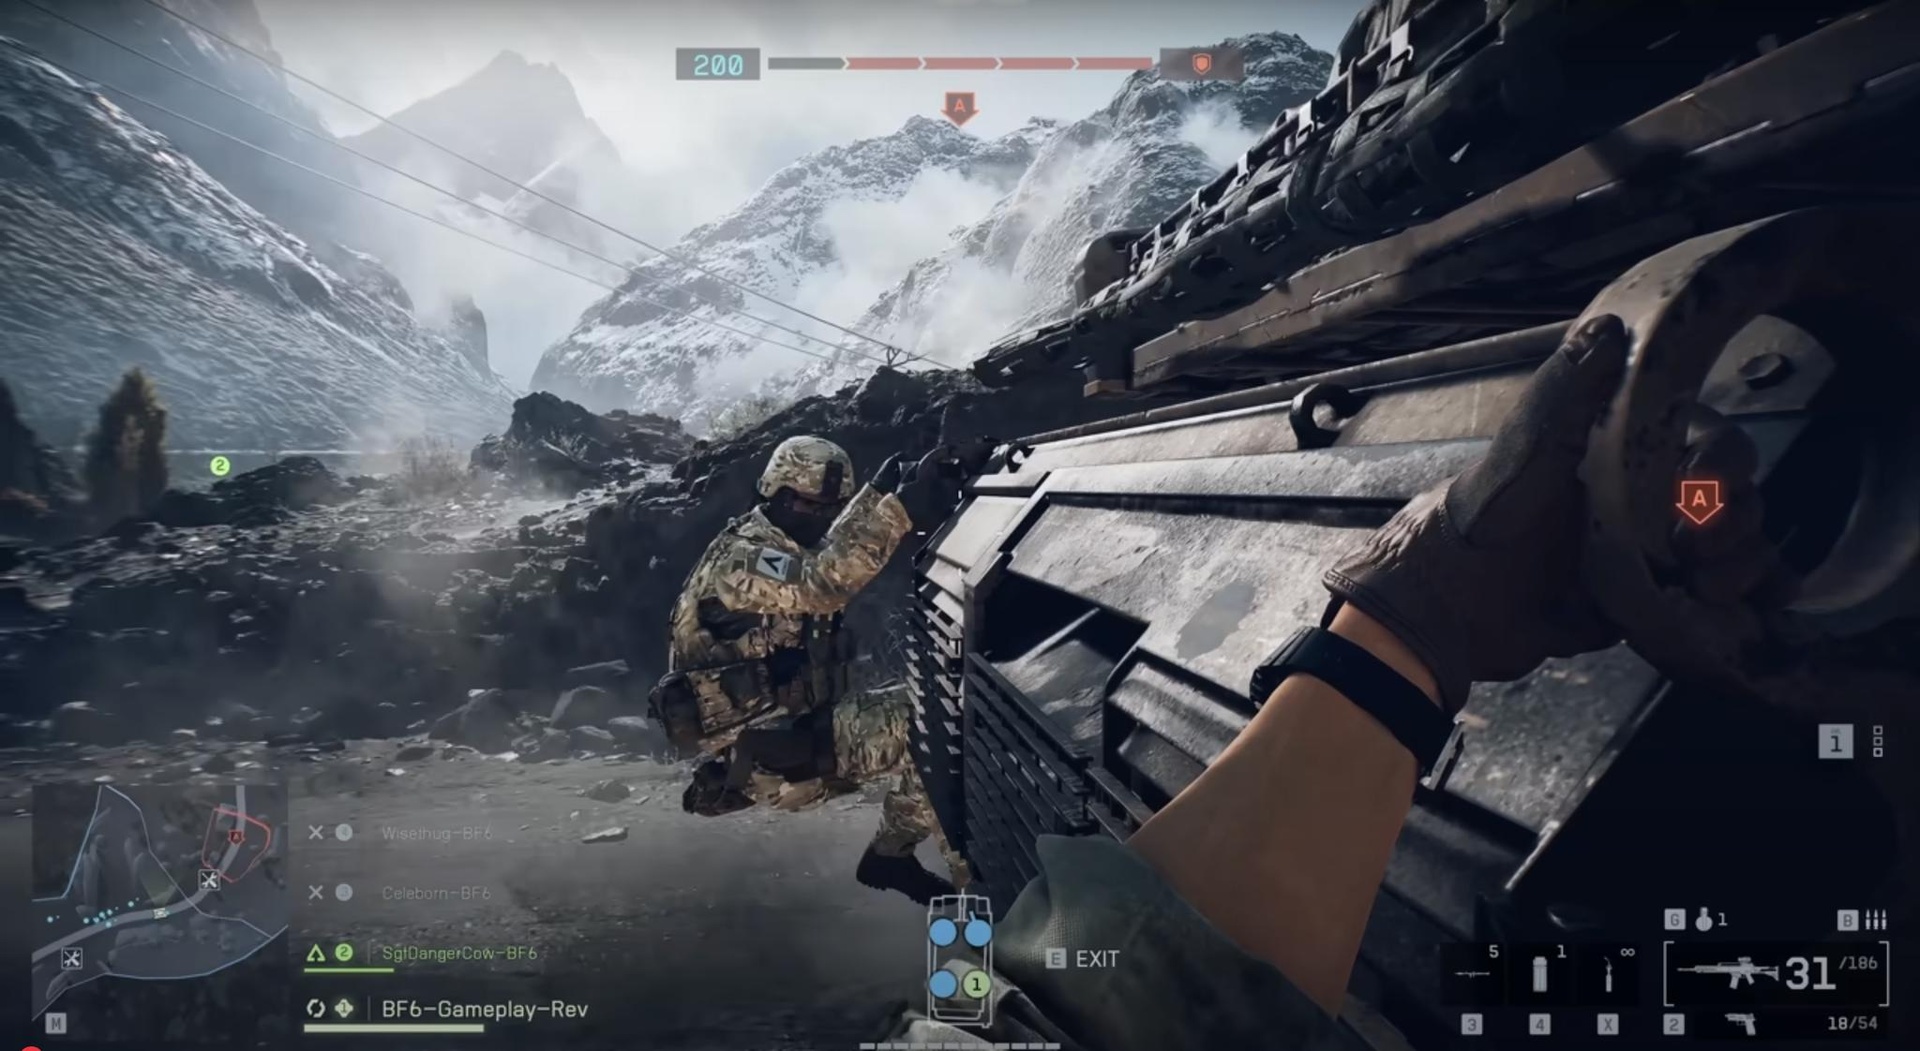 200
A
2
A
1
Wisethug-BF6
Celeborn-BF6
2 SgtDangerCow-BF6
1 BF6-Gameplay-Rev
M
A
1
E EXIT
G 1 B
5 1 ∞ 31 /186
3 4 X 2 18/54